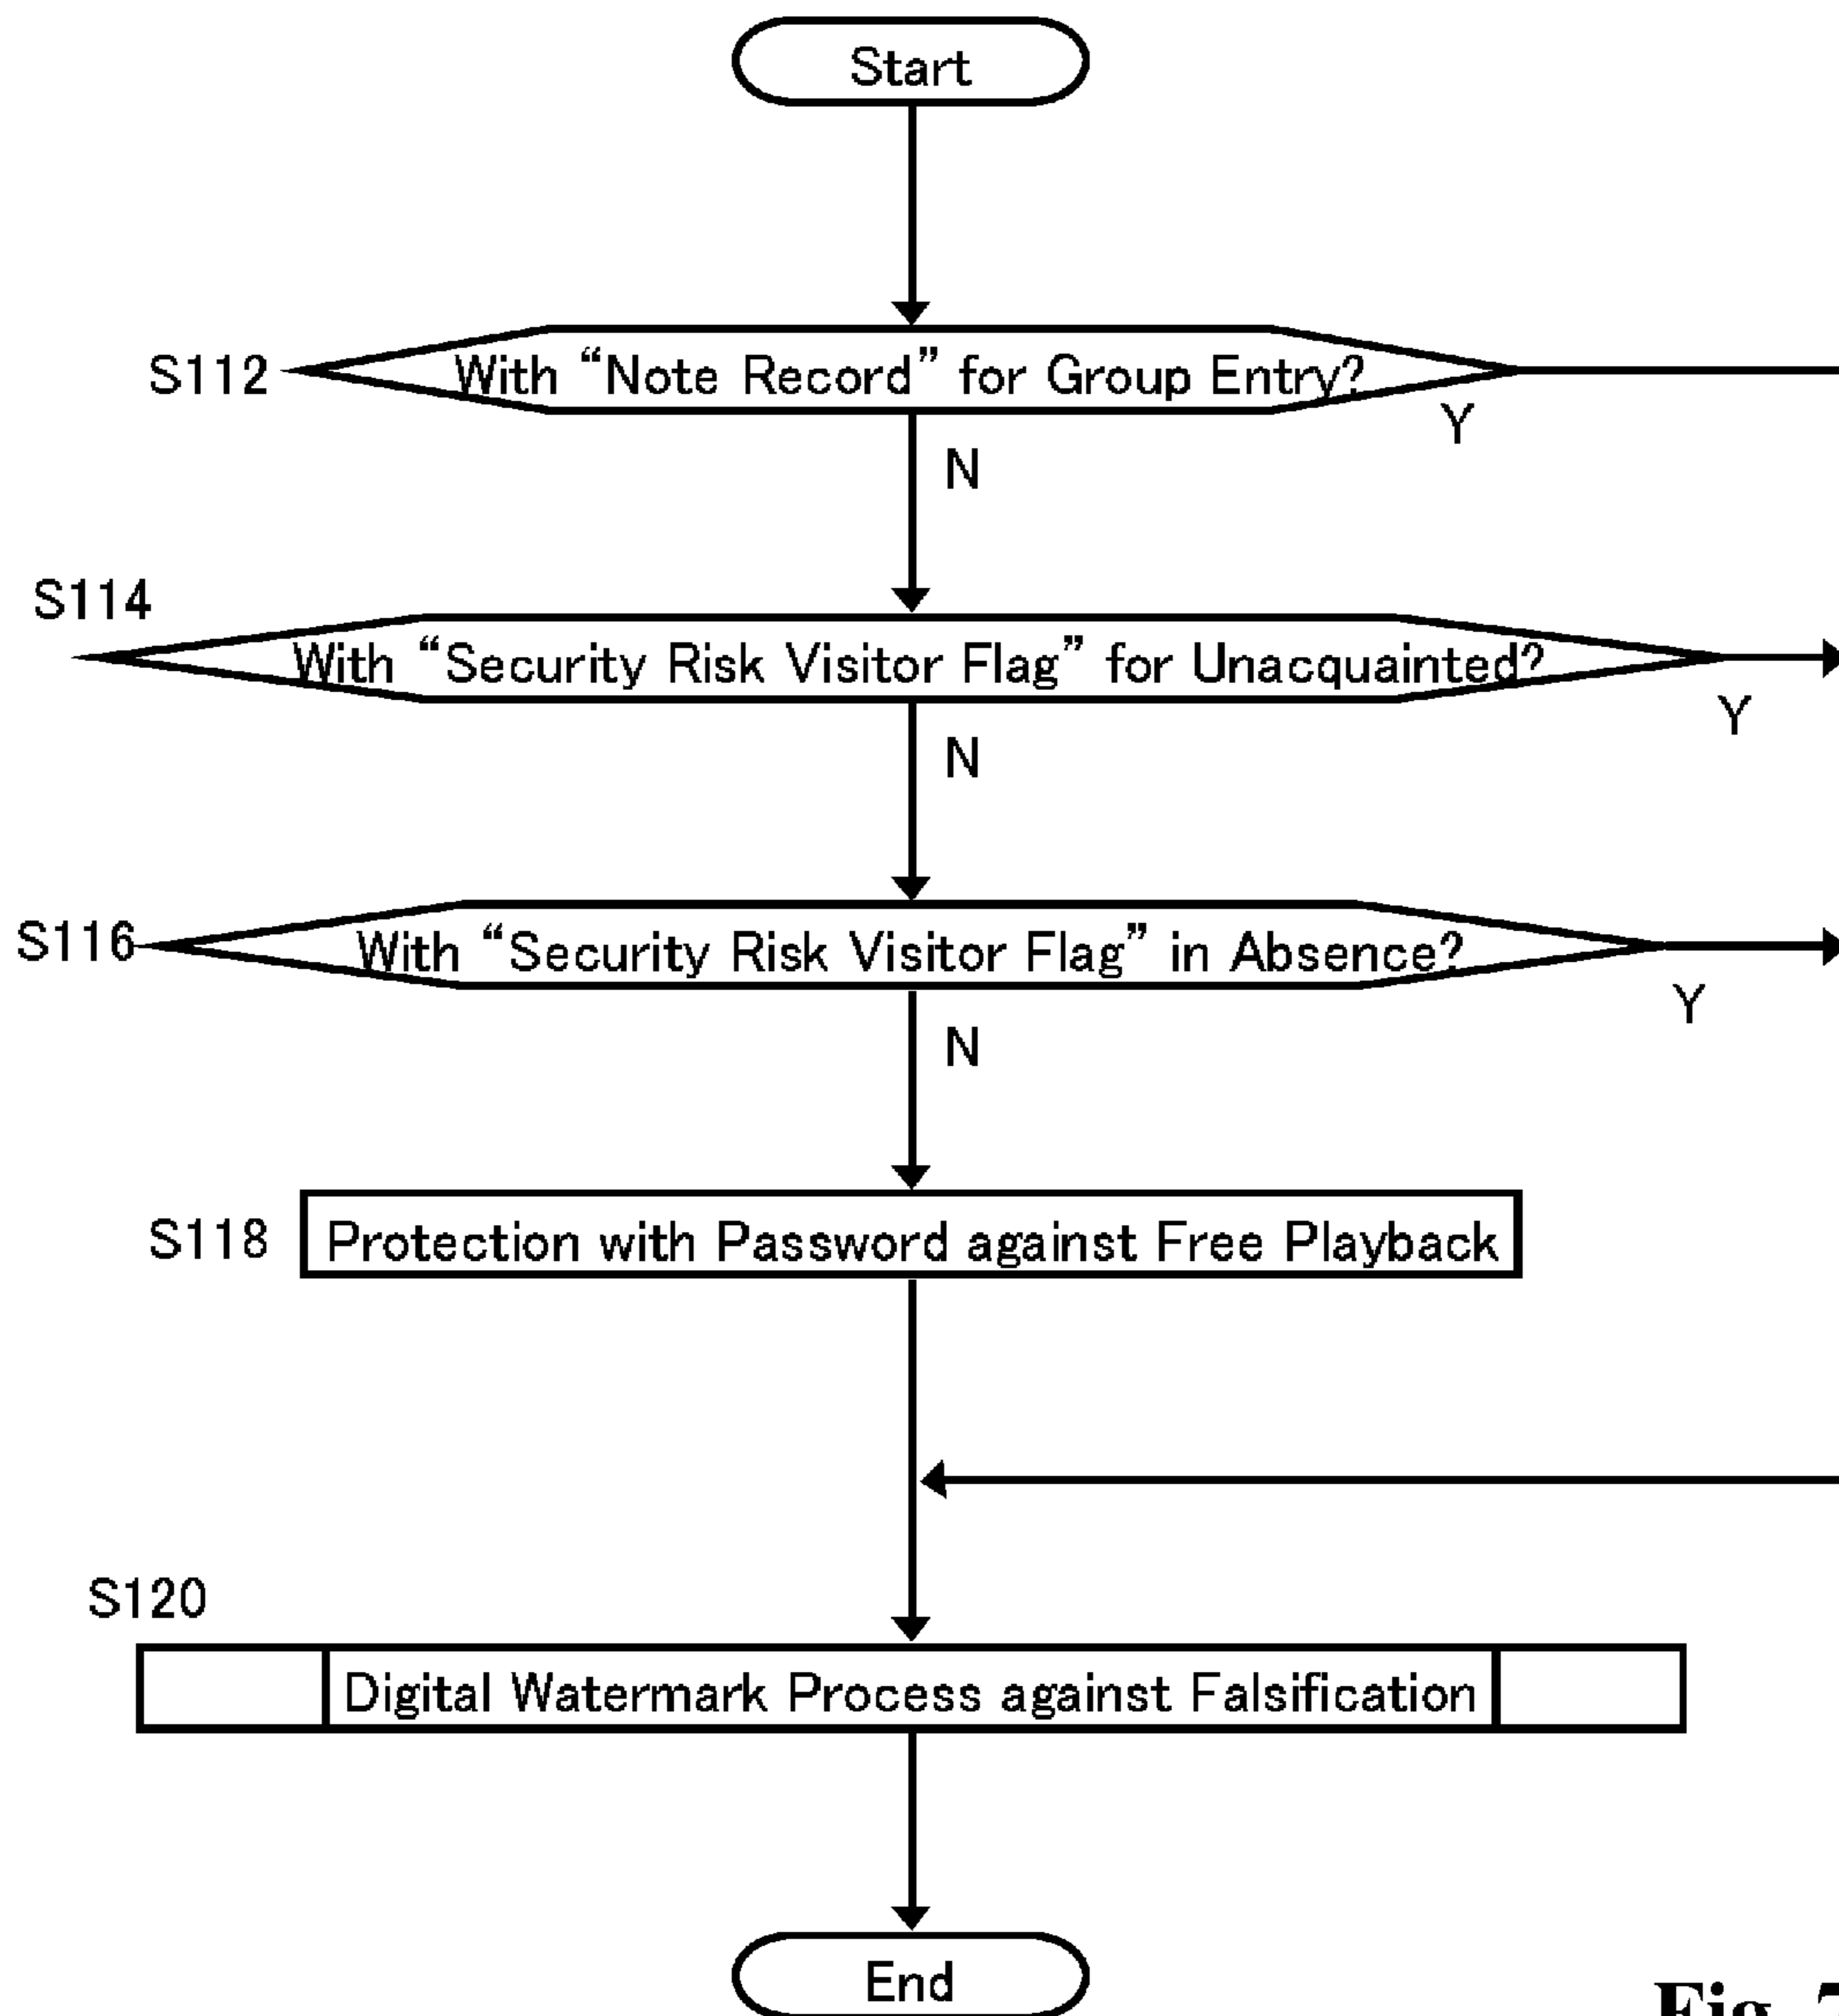 Start
S112
With “Note Record” for Group Entry?
Y
N
S114
With “Security Risk Visitor Flag” for Unacquainted?
Y
N
S116
With “Security Risk Visitor Flag” in Absence?
Y
N
S118
Protection with Password against Free Playback
S120
Digital Watermark Process against Falsification
End
Fig.